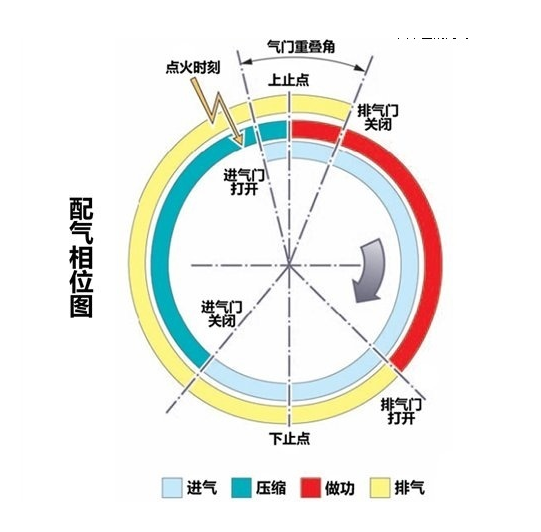 气门重叠角
点火时刻
上止点
排气门
关闭
进气门
打开
配气相位图
进气门
关闭
排气门
打开
下止点
进气
压缩
做功
排气